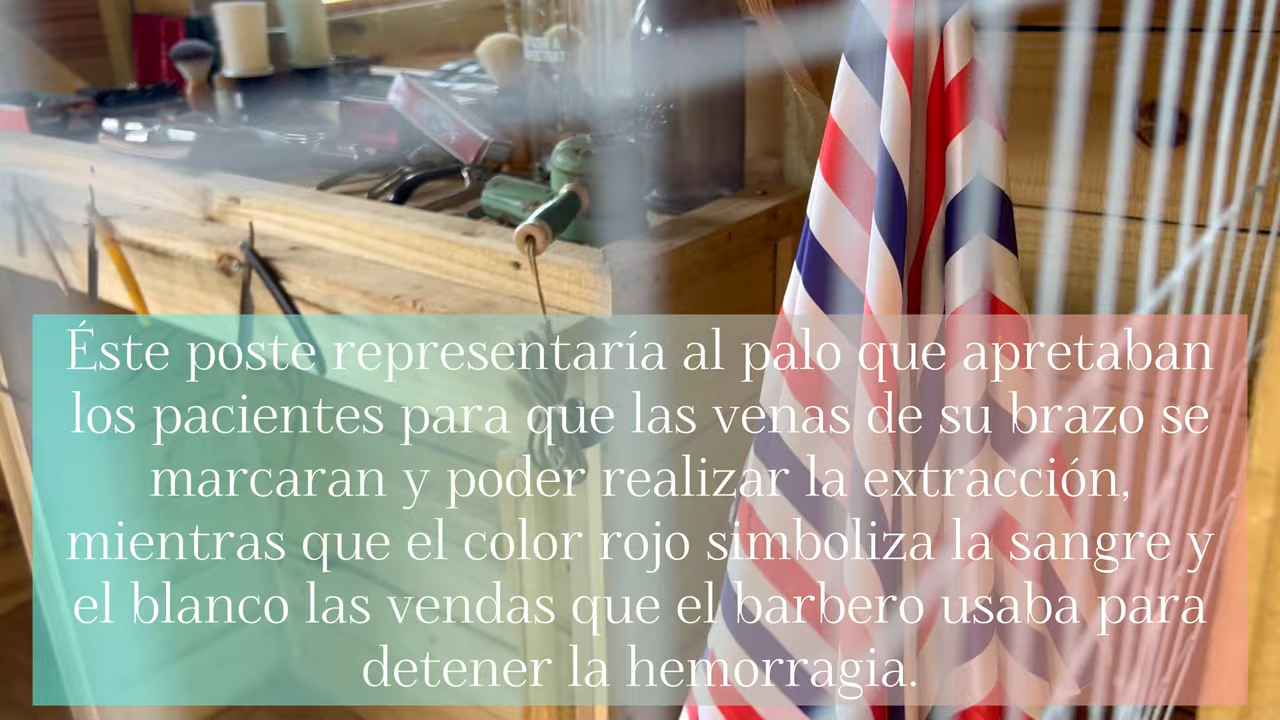 Éste poste representaría al palo que apretaban
los pacientes para que las venas de su brazo se
marcaran y poder realizar la extracción,
mientras que el color rojo simboliza la sangre y
el blanco las vendas que el barbero usaba para
detener la hemorragia.